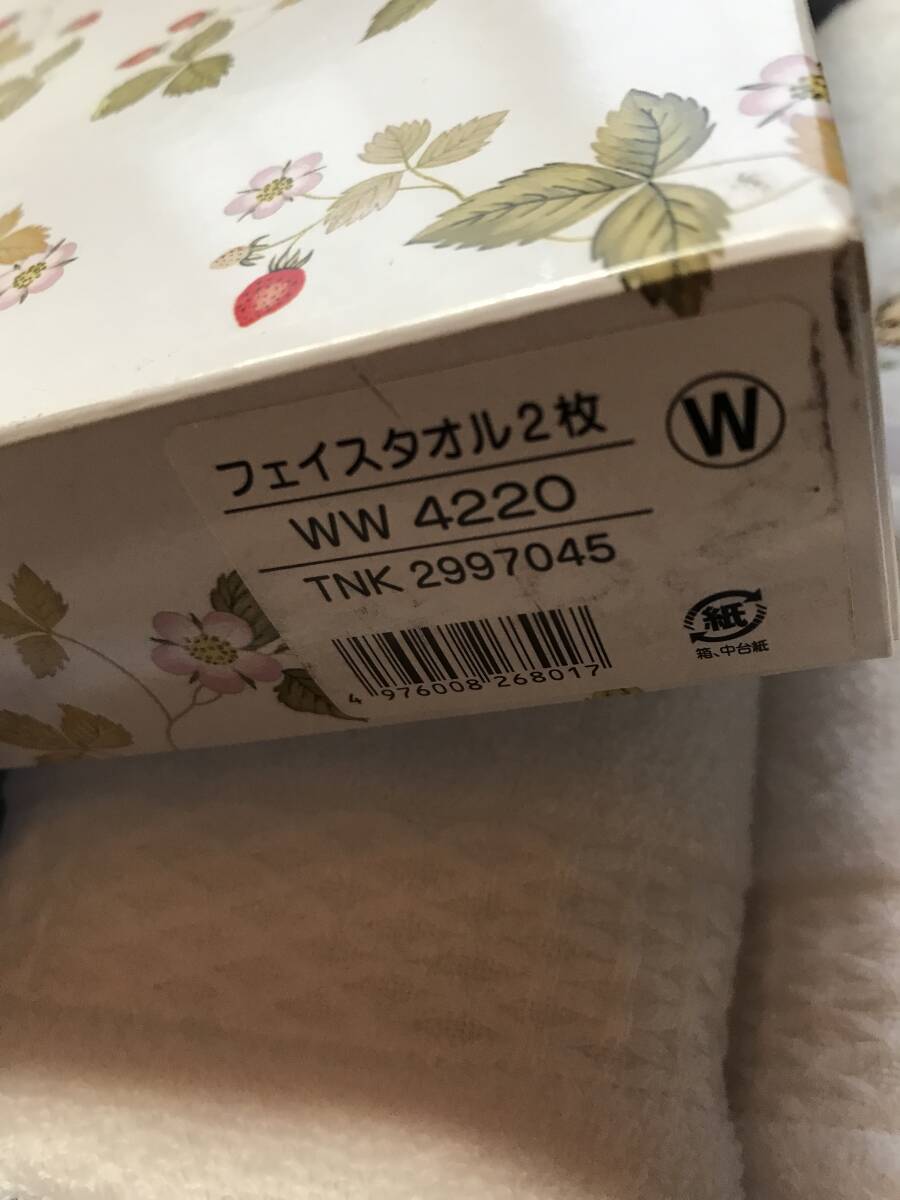 フェイスタオル2枚
W
WW 4220
TNK 2997045
4 976008 268017
紙
箱、中台紙